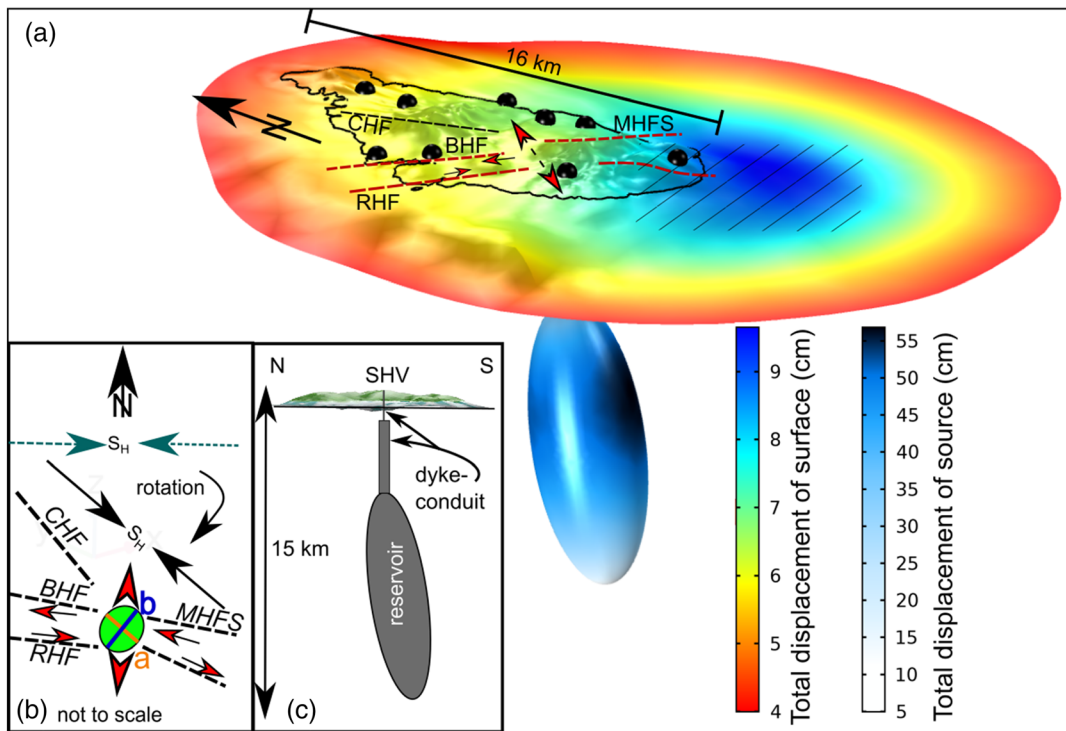 (a)
16 km
N
CHF
BHF
RHF
MHFS
N
S_H
rotation
S_H
CHF
BHF
RHF
MHFS
b
a
(b)
not to scale
N
S
SHV
dyke-
conduit
15 km
reservoir
(c)
9
8
7
6
5
4
Total displacement of surface (cm)
55
50
45
40
35
30
25
20
15
10
5
Total displacement of source (cm)